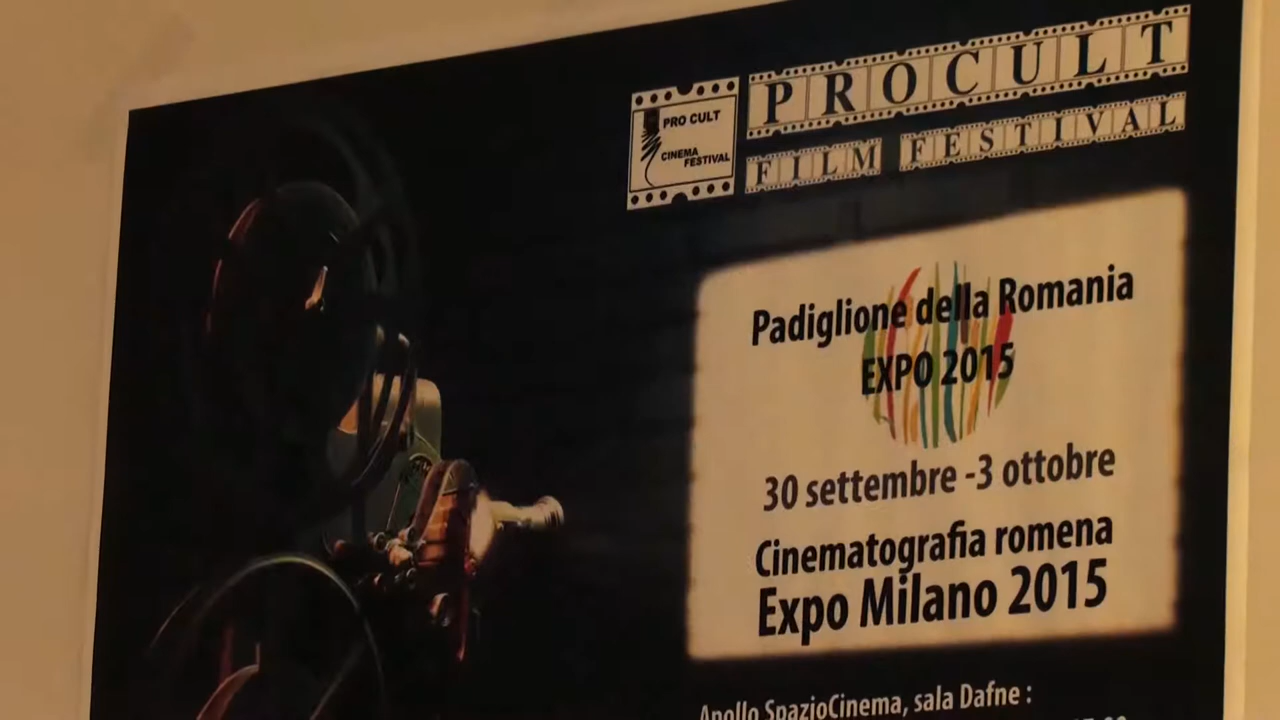 PRO CULT
CINEMA
FESTIVAL
PROCULT
FILM FESTIVAL
Padiglione della Romania
EXPO 2015
30 settembre -3 ottobre
Cinematografia romena
Expo Milano 2015
Apollo SpazioCinema, sala Dafne :